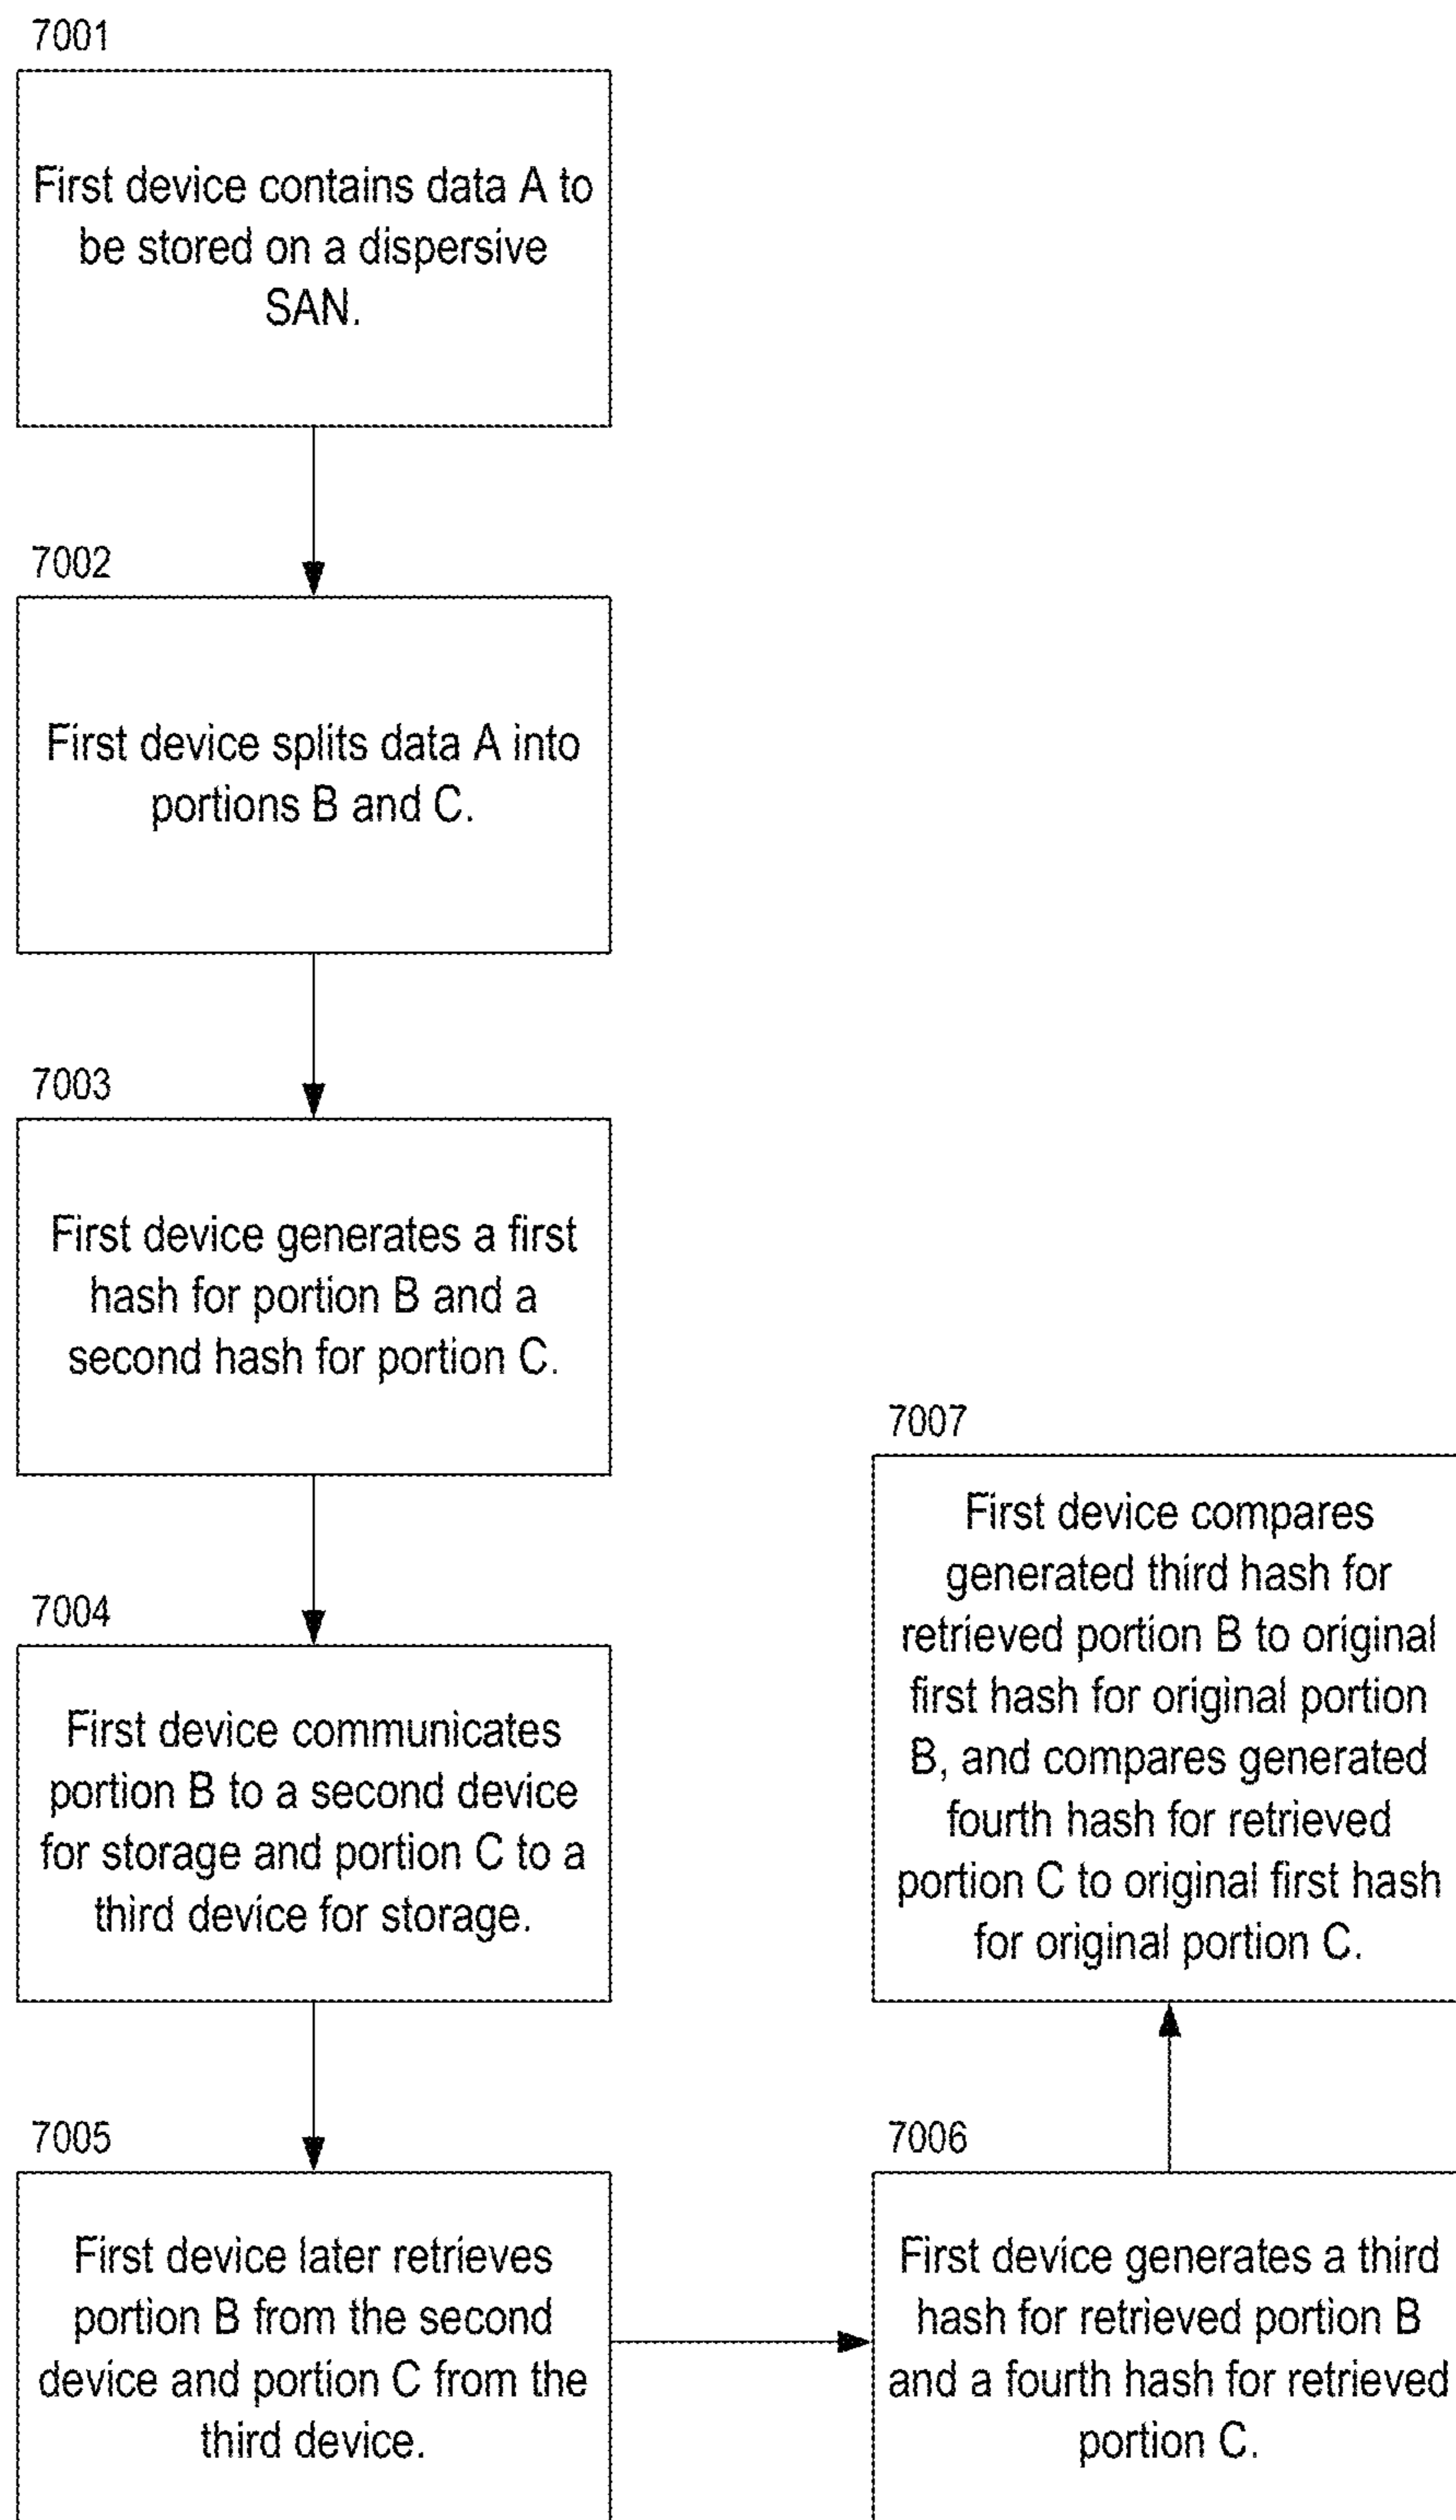 7001
First device contains data A to
be stored on a dispersive
SAN.
7002
First device splits data A into
portions B and C.
7003
First device generates a first
hash for portion B and a
second hash for portion C.
7004
First device communicates
portion B to a second device
for storage and portion C to a
third device for storage.
7005
First device later retrieves
portion B from the second
device and portion C from the
third device.
7006
First device generates a third
hash for retrieved portion B
and a fourth hash for retrieved
portion C.
7007
First device compares
generated third hash for
retrieved portion B to original
first hash for original portion
B, and compares generated
fourth hash for retrieved
portion C to original first hash
for original portion C.